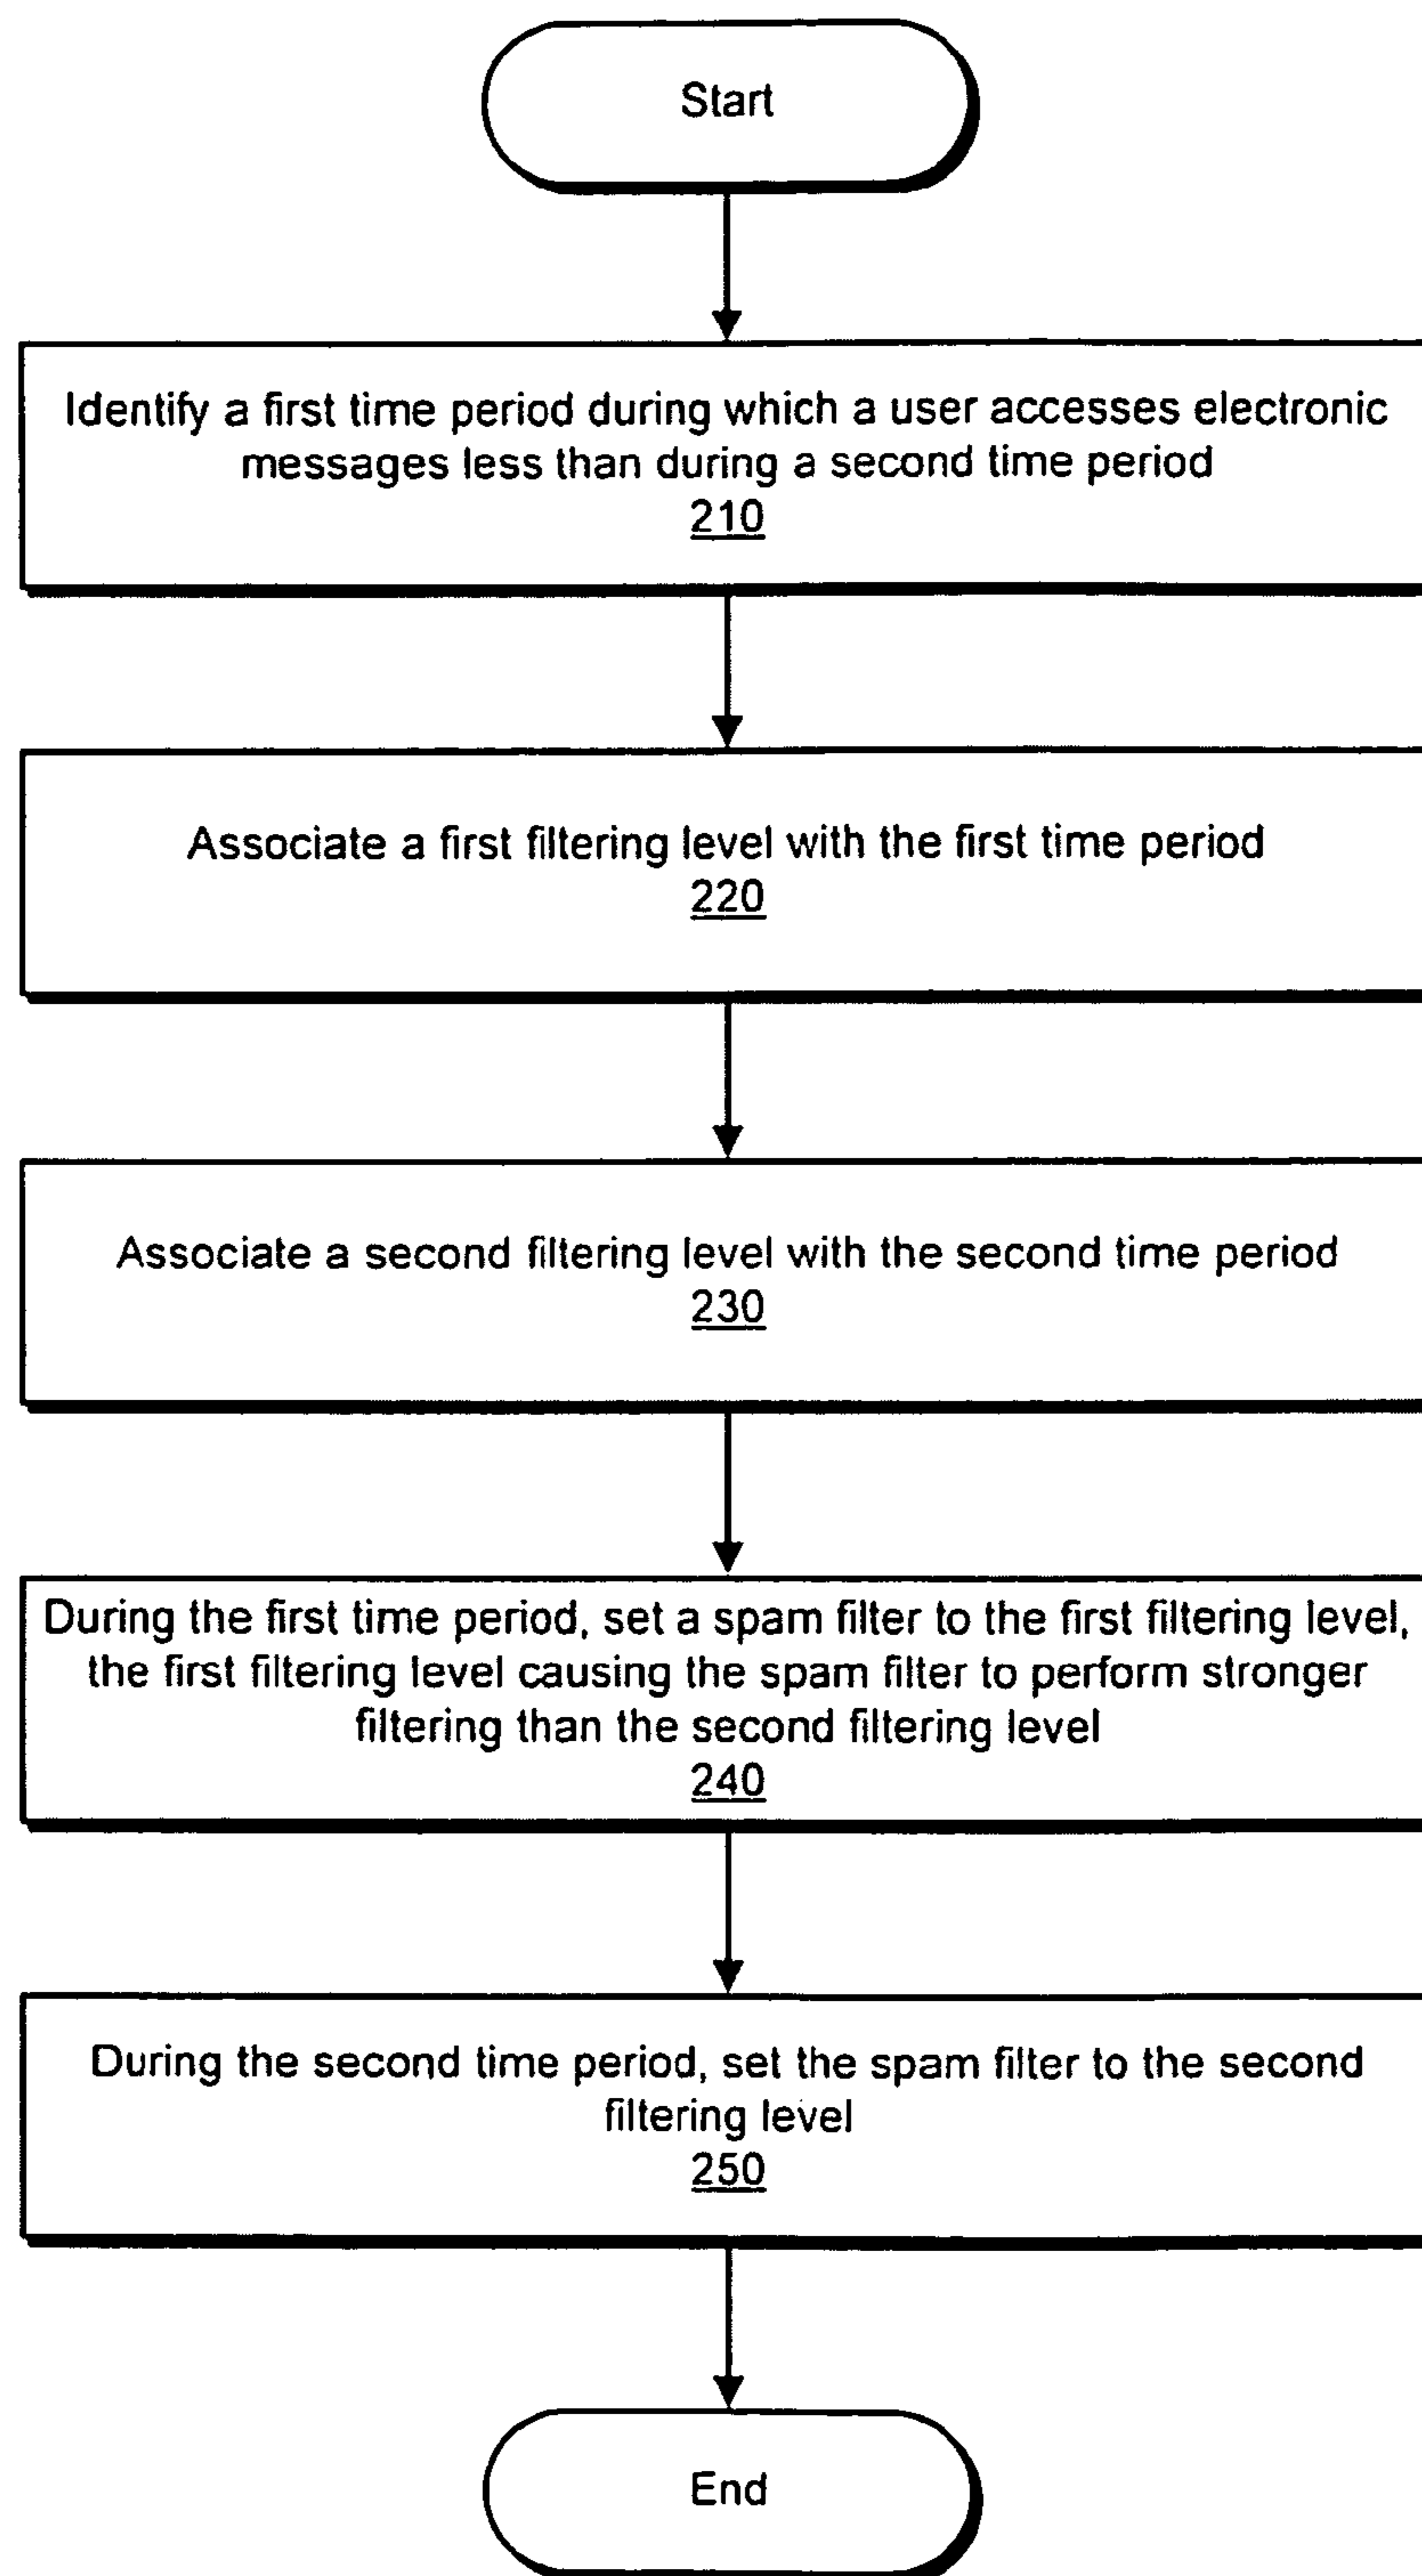 Start
Identify a first time period during which a user accesses electronic
messages less than during a second time period
210
Associate a first filtering level with the first time period
220
Associate a second filtering level with the second time period
230
During the first time period, set a spam filter to the first filtering level,
the first filtering level causing the spam filter to perform stronger
filtering than the second filtering level
240
During the second time period, set the spam filter to the second
filtering level
250
End